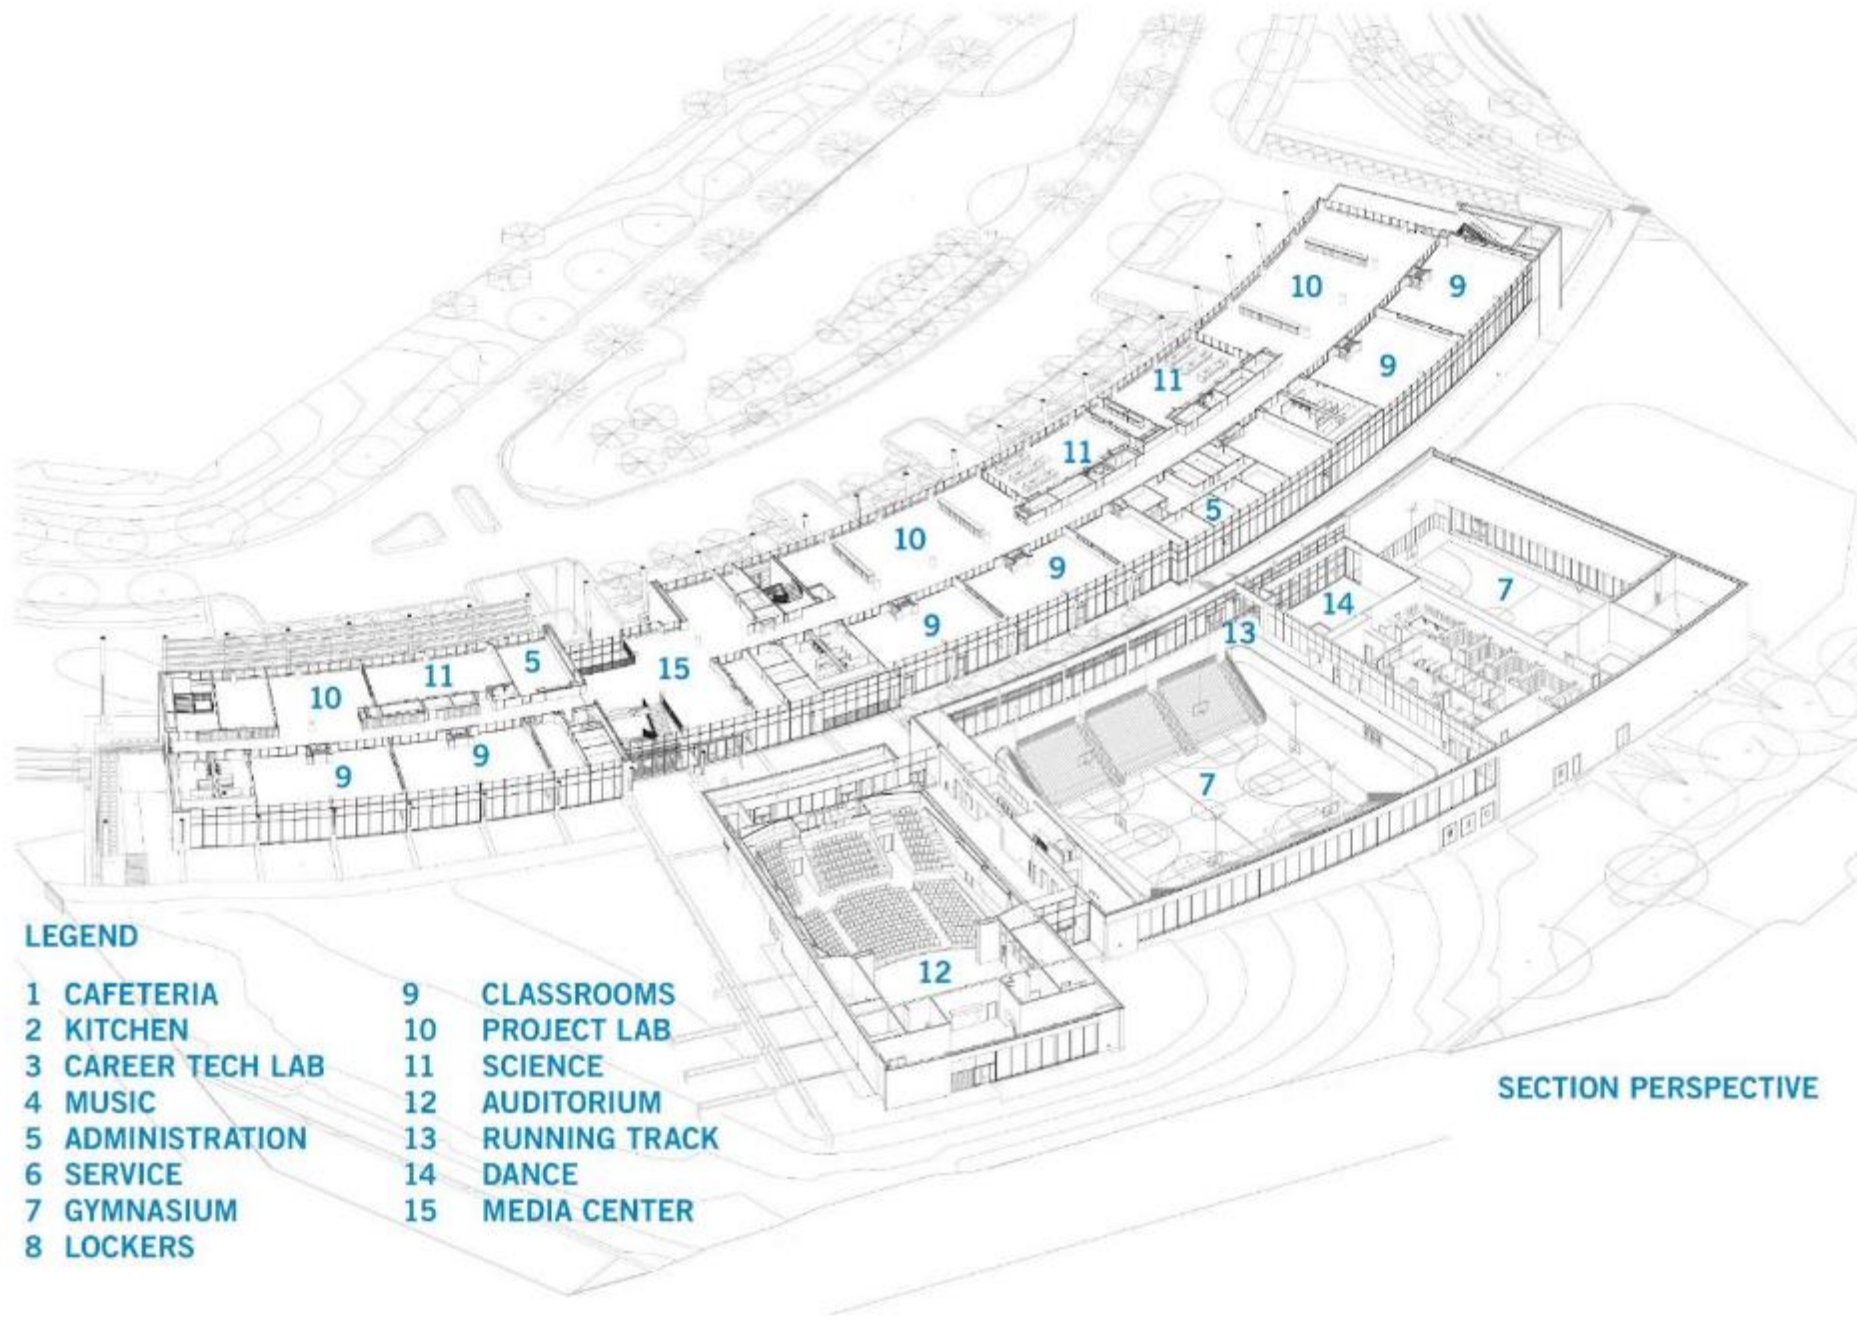 10
9
9
11
11
5
10
9
7
14
9
13
5
15
11
10
9
9
7
12
LEGEND
1 CAFETERIA
2 KITCHEN
3 CAREER TECH LAB
4 MUSIC
5 ADMINISTRATION
6 SERVICE
7 GYMNASIUM
8 LOCKERS
9 CLASSROOMS
10 PROJECT LAB
11 SCIENCE
12 AUDITORIUM
13 RUNNING TRACK
14 DANCE
15 MEDIA CENTER
SECTION PERSPECTIVE